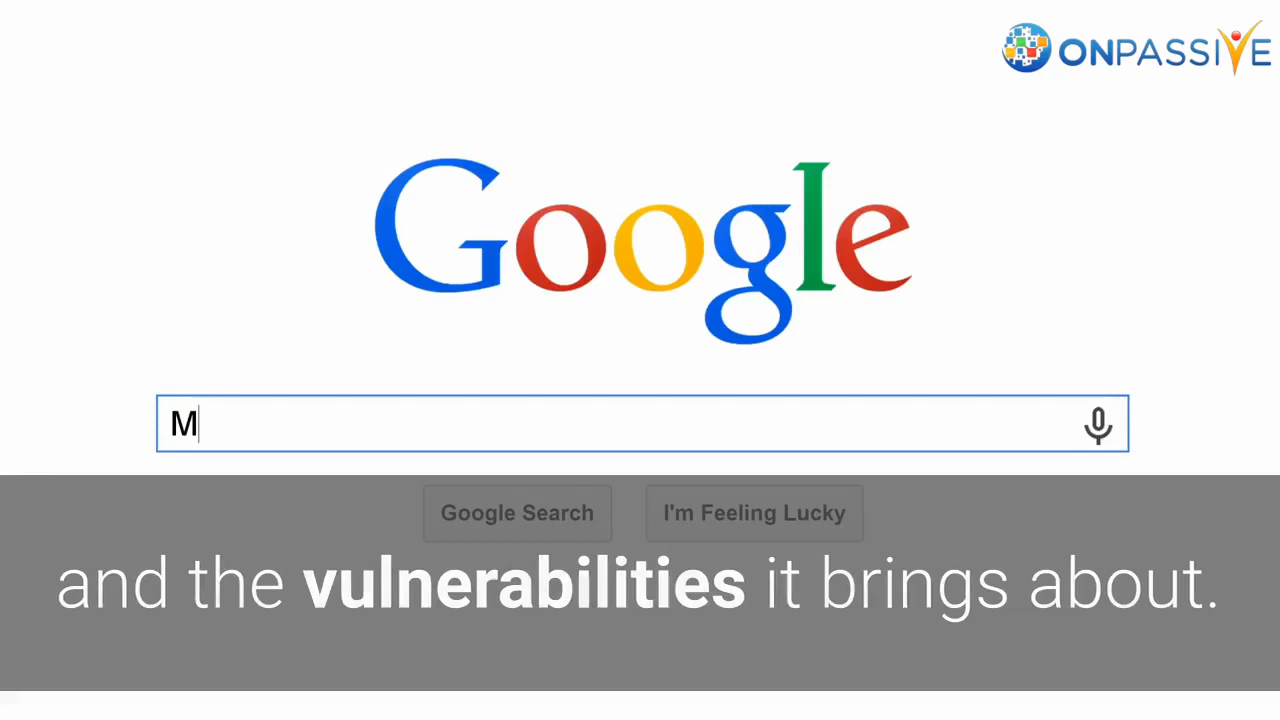 ONPASSIVE
Google
M
Google Search
I'm Feeling Lucky
and the vulnerabilities it brings about.